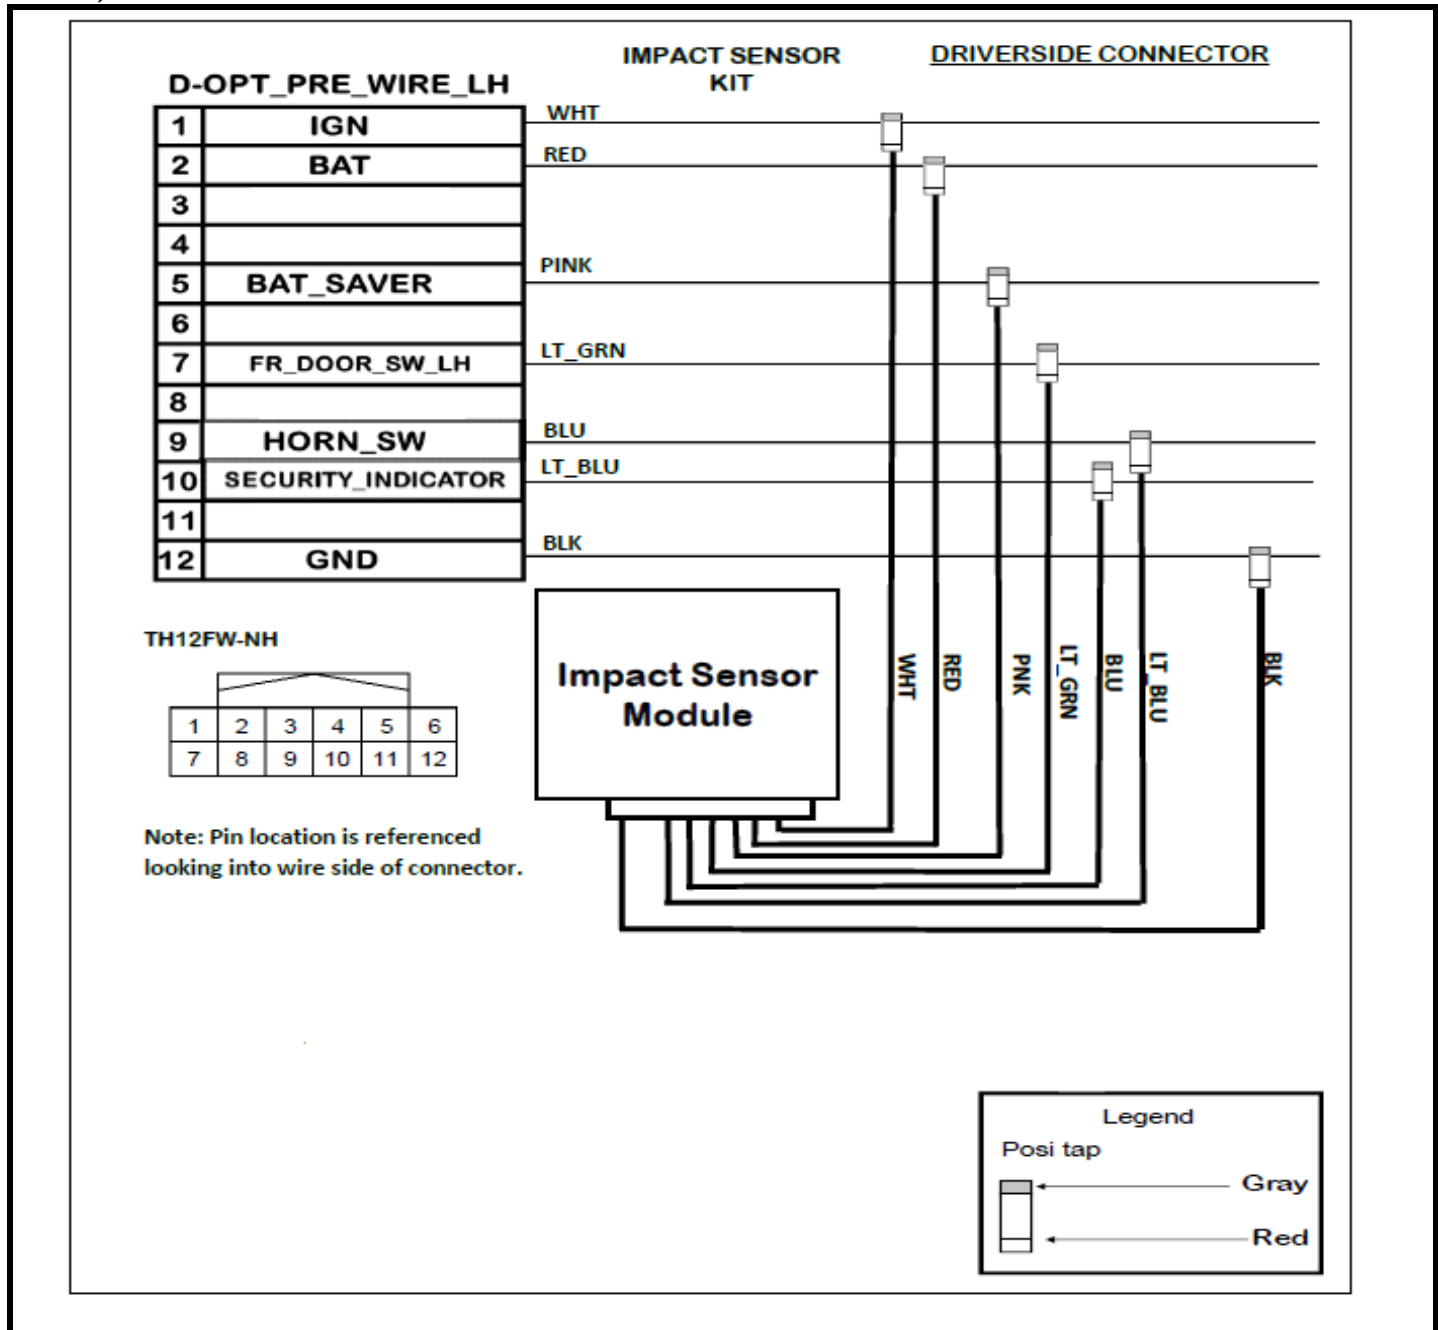 IMPACT SENSOR
KIT
DRIVERSIDE CONNECTOR
D-OPT_PRE_WIRE_LH
1 IGN WHT
2 BAT RED
3
4
5 BAT_SAVER PINK
6
7 FR_DOOR_SW_LH LT_GRN
8
9 HORN_SW BLU
10 SECURITY_INDICATOR LT_BLU
11
12 GND BLK
TH12FW-NH
1 2 3 4 5 6
7 8 9 10 11 12
Note: Pin location is referenced
looking into wire side of connector.
Impact Sensor
Module
WHT
RED
PNK
LT_GRN
BLU
LT_BLU
BLK
Legend
Posi tap
Gray
Red